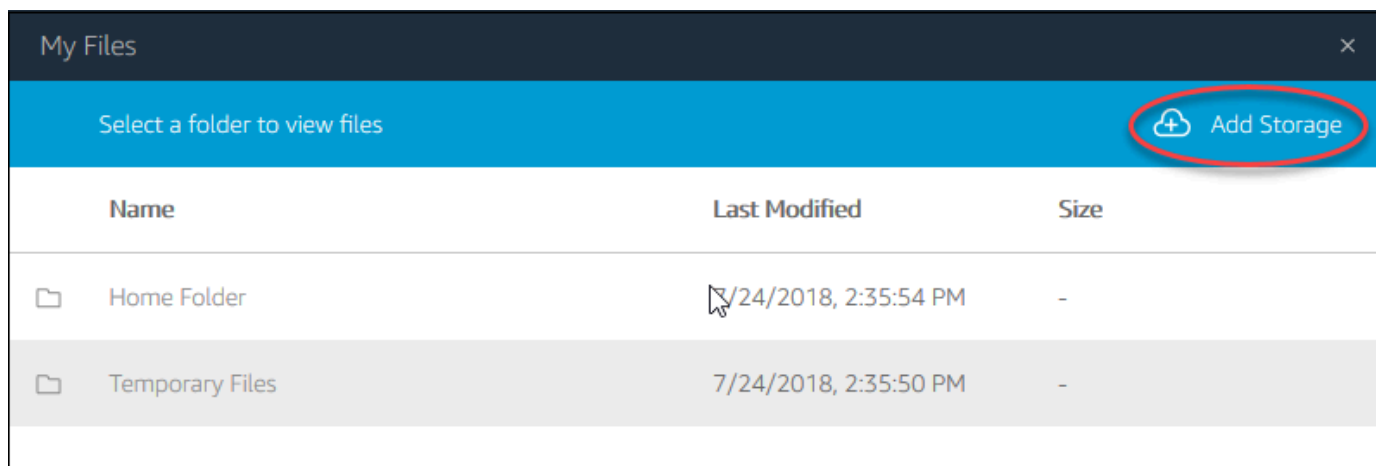 My Files ×
Select a folder to view files Add Storage
Name Last Modified Size
Home Folder 7/24/2018, 2:35:54 PM -
Temporary Files 7/24/2018, 2:35:50 PM -